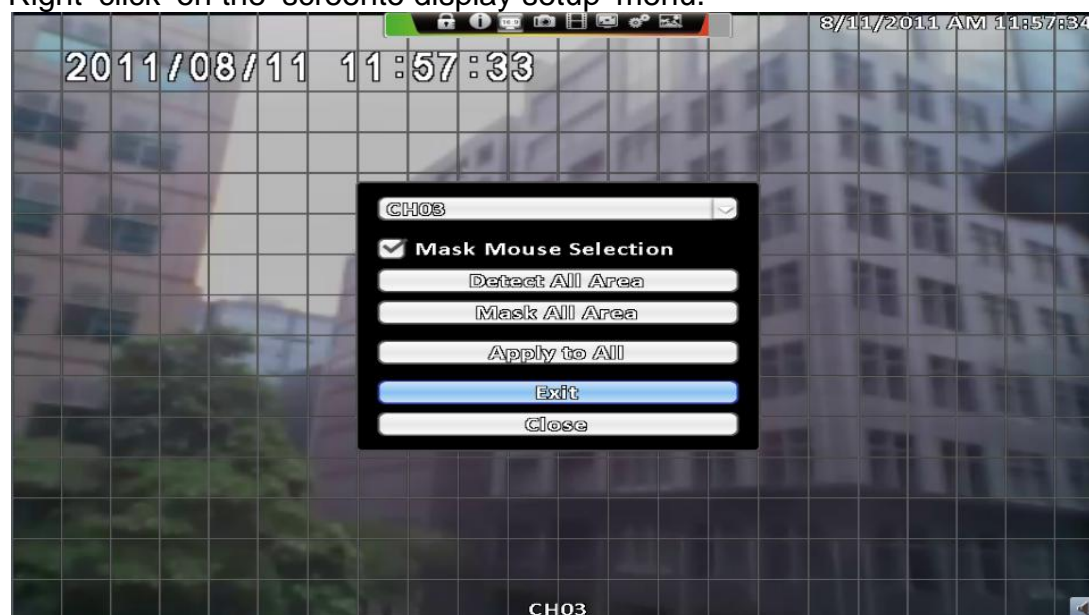 Right click on the screento display setup menu.
8/11/2011 AM 11:57:34
2011/08/11 11:57:33
CH03
Mask Mouse Selection
Detect All Area
Mask All Area
Apply to All
Exit
Close
CH03